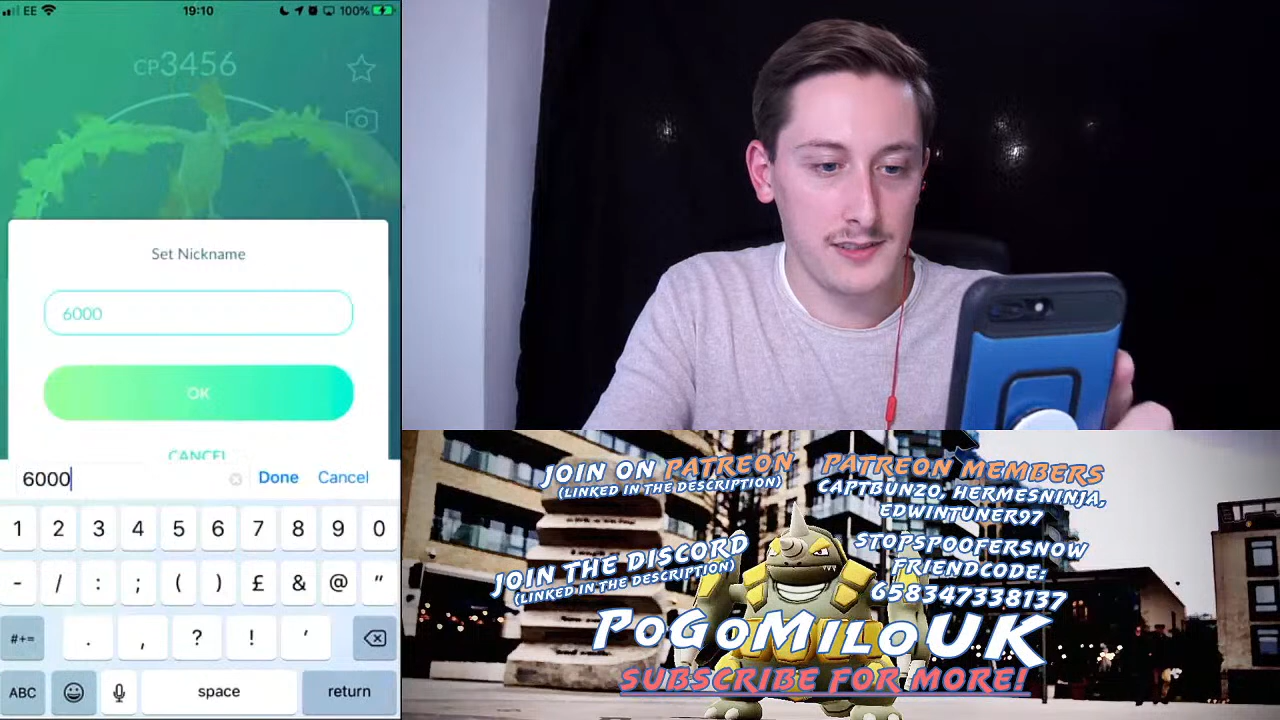 EE 19:10 100%
CP3456
Set Nickname
6000
OK
CANCEL
6000 Done Cancel
1 2 3 4 5 6 7 8 9 0
- / : ; ( ) £ & @ "
#+= . , ? ! '
ABC space return
JOIN ON PATREON
(LINKED IN THE DESCRIPTION)
PATREON MEMBERS
CAPTBUNZO, HERMESNINJA,
EDWINTUNER97
JOIN THE DISCORD
(LINKED IN THE DESCRIPTION)
STOPSPOOFERSNOW
FRIENDCODE:
658347338137
POGOMILOUK
SUBSCRIBE FOR MORE!